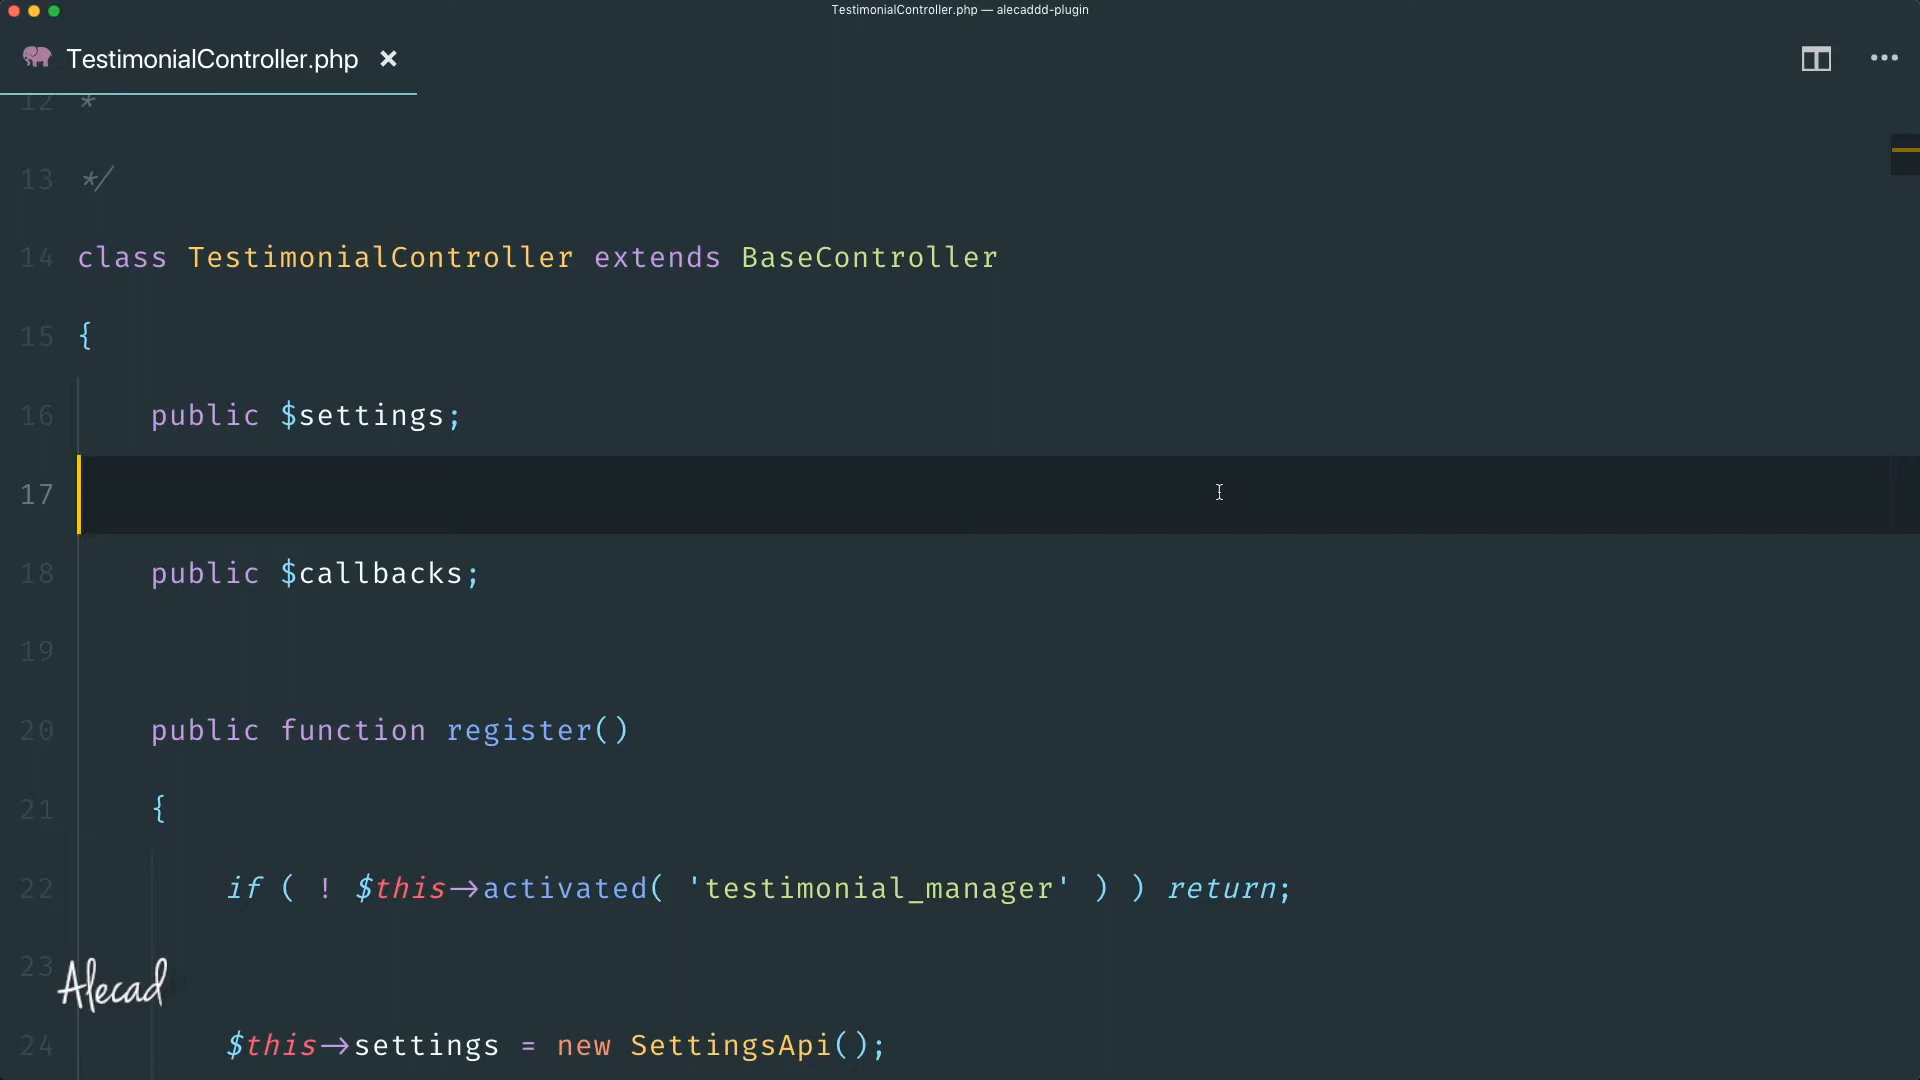 TestimonialController.php — alecaddd-plugin
TestimonialController.php ×
12 *
13 */
14 class TestimonialController extends BaseController
15 {
16 public $settings;
17
18 public $callbacks;
19
20 public function register()
21 {
22 if ( ! $this->activated( 'testimonial_manager' ) ) return;
23
Alecad
24 $this->settings = new SettingsApi();